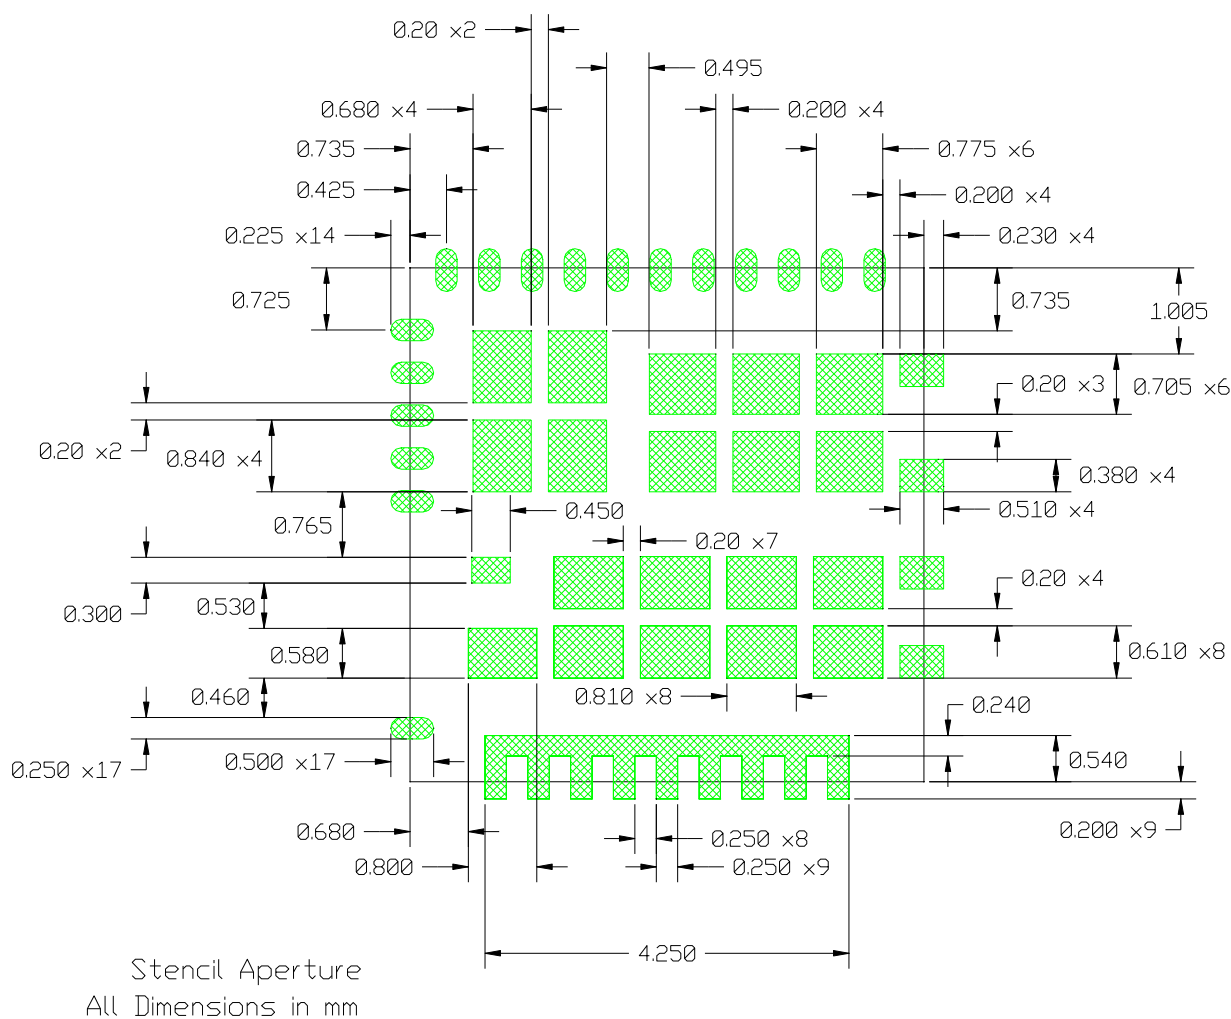 0.20 x2
0.495
0.680 x4
0.200 x4
0.735
0.775 x6
0.425
0.200 x4
0.225 x14
0.230 x4
0.725
0.735
1.005
0.20 x3
0.705 x6
0.20 x2
0.840 x4
0.380 x4
0.450
0.510 x4
0.765
0.20 x7
0.20 x4
0.300
0.530
0.580
0.610 x8
0.460
0.810 x8
0.240
0.250 x17
0.500 x17
0.540
0.680
0.250 x8
0.200 x9
0.800
0.250 x9
4.250
Stencil Aperture
All Dimensions in mm